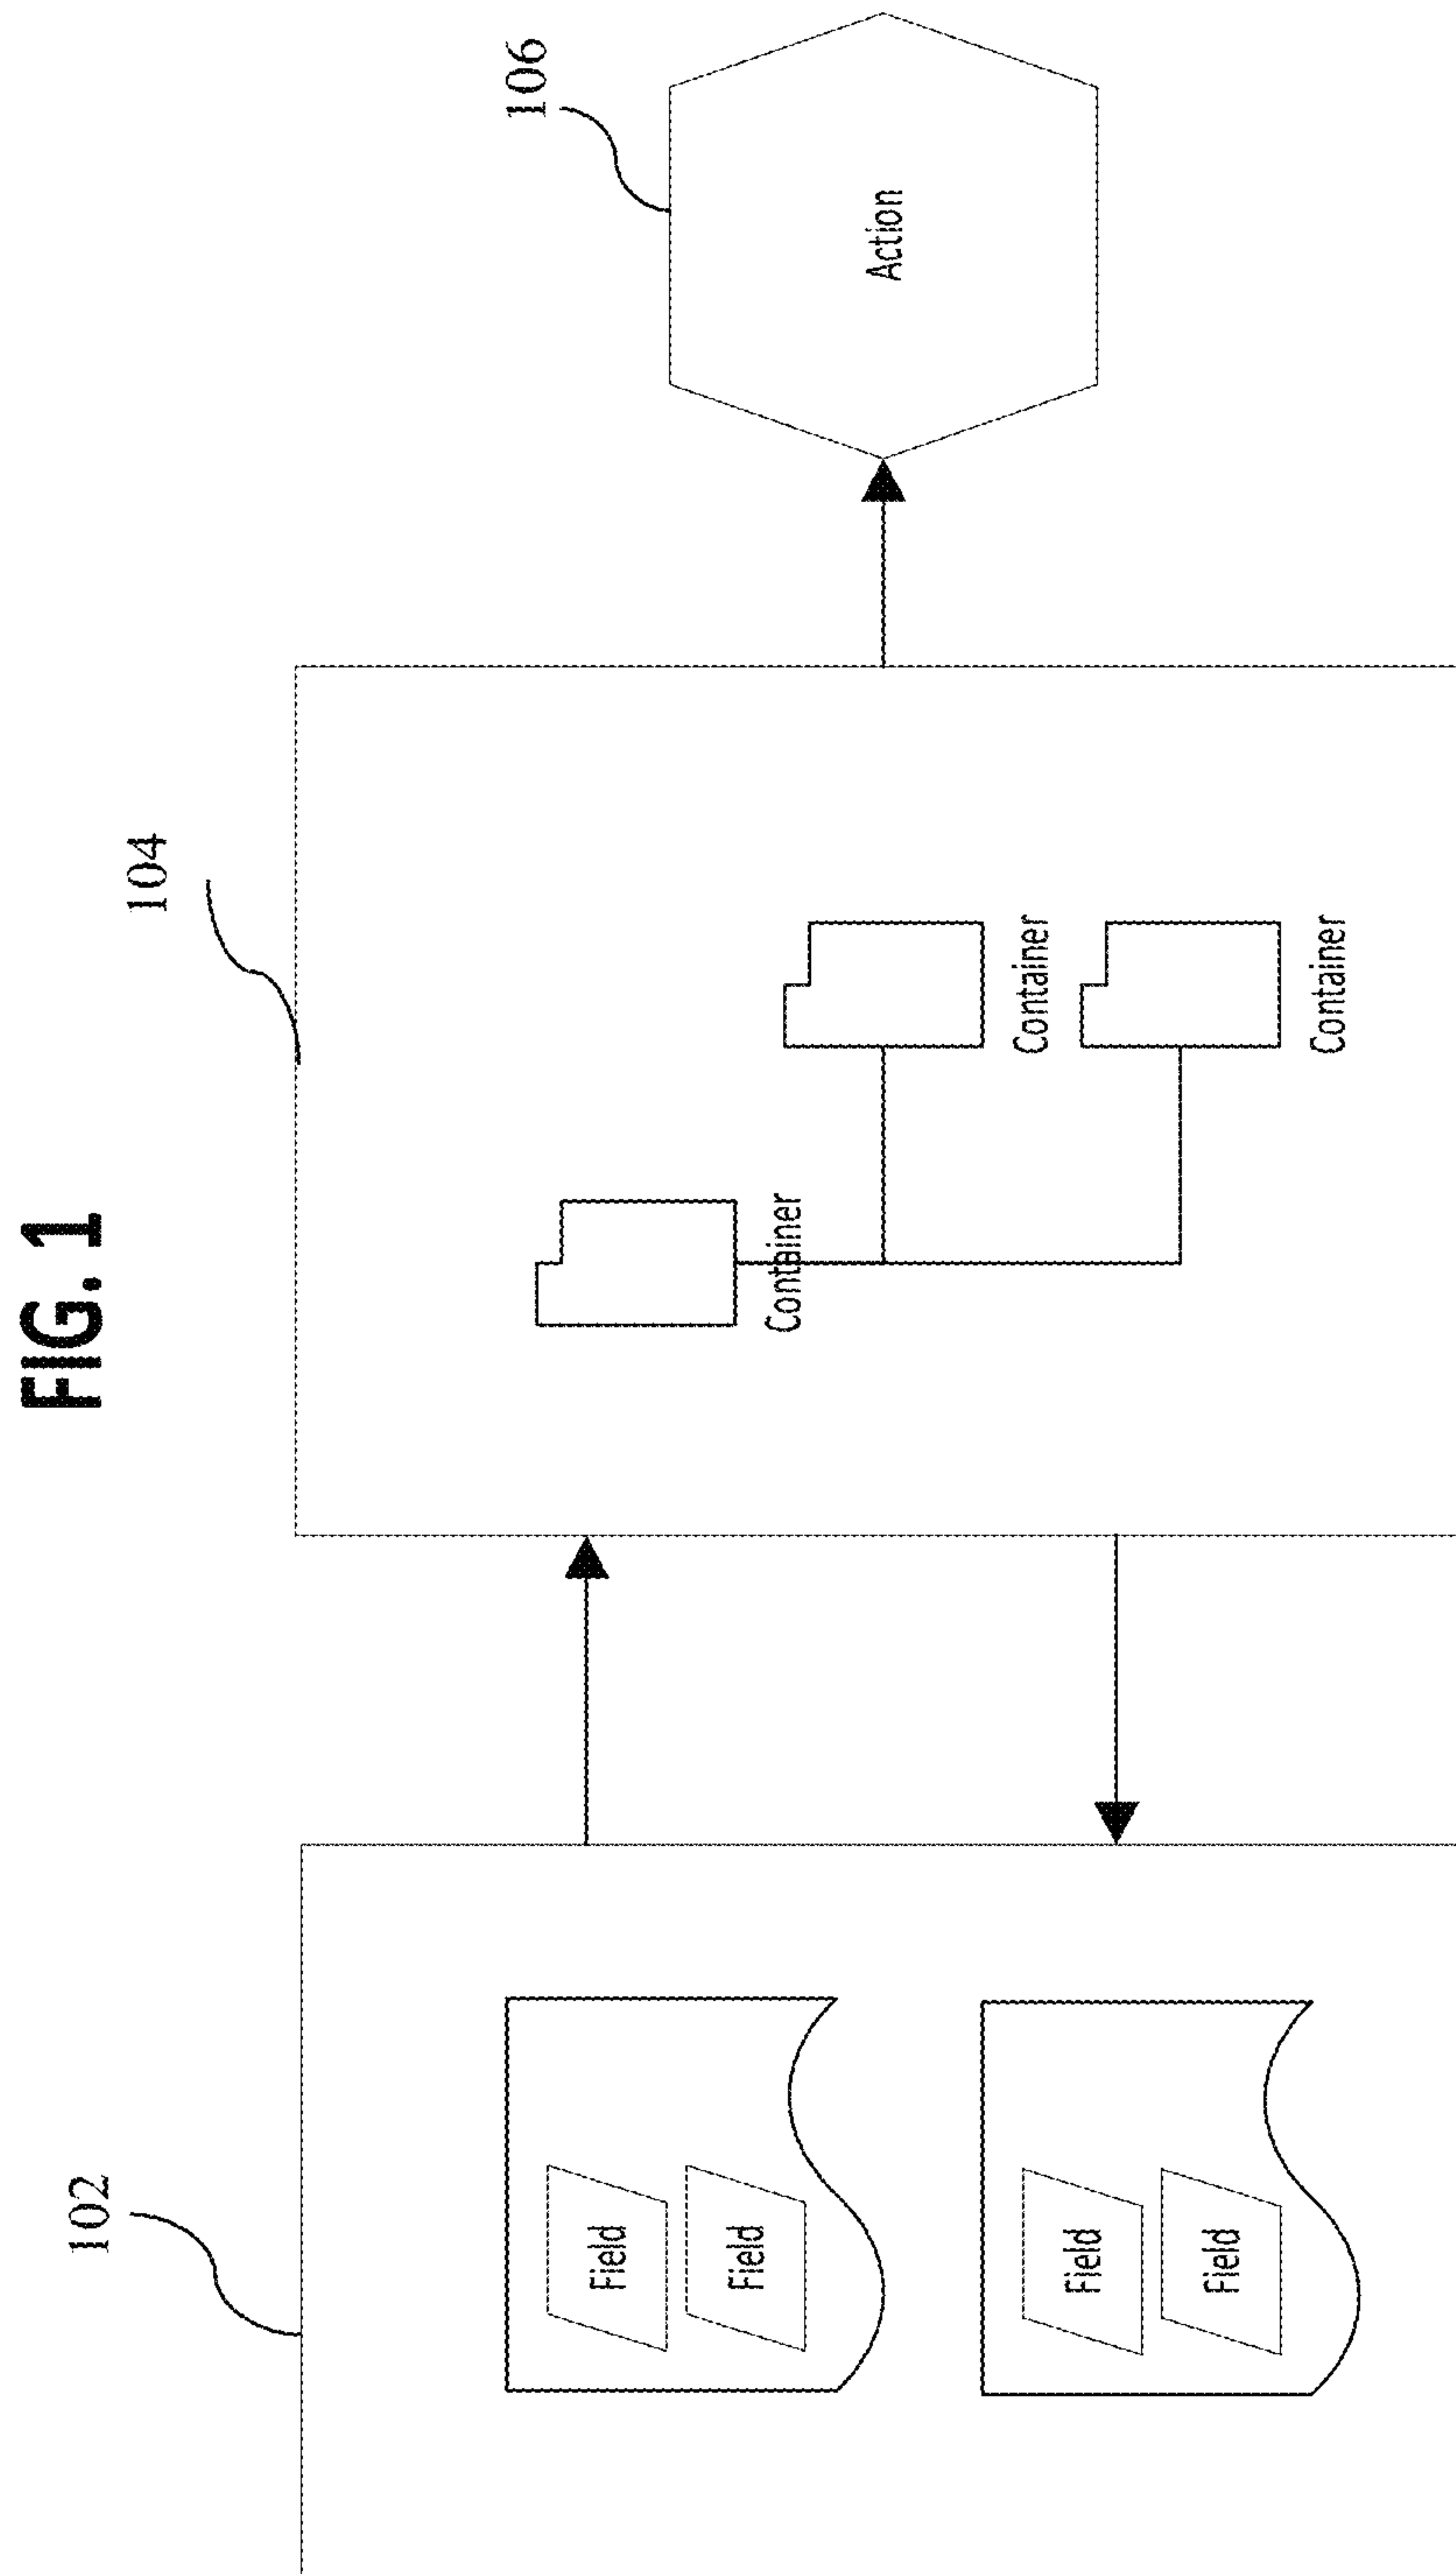 FIG. 1
102
Field
Field
Field
Field
104
Container
Container
Container
106
Action